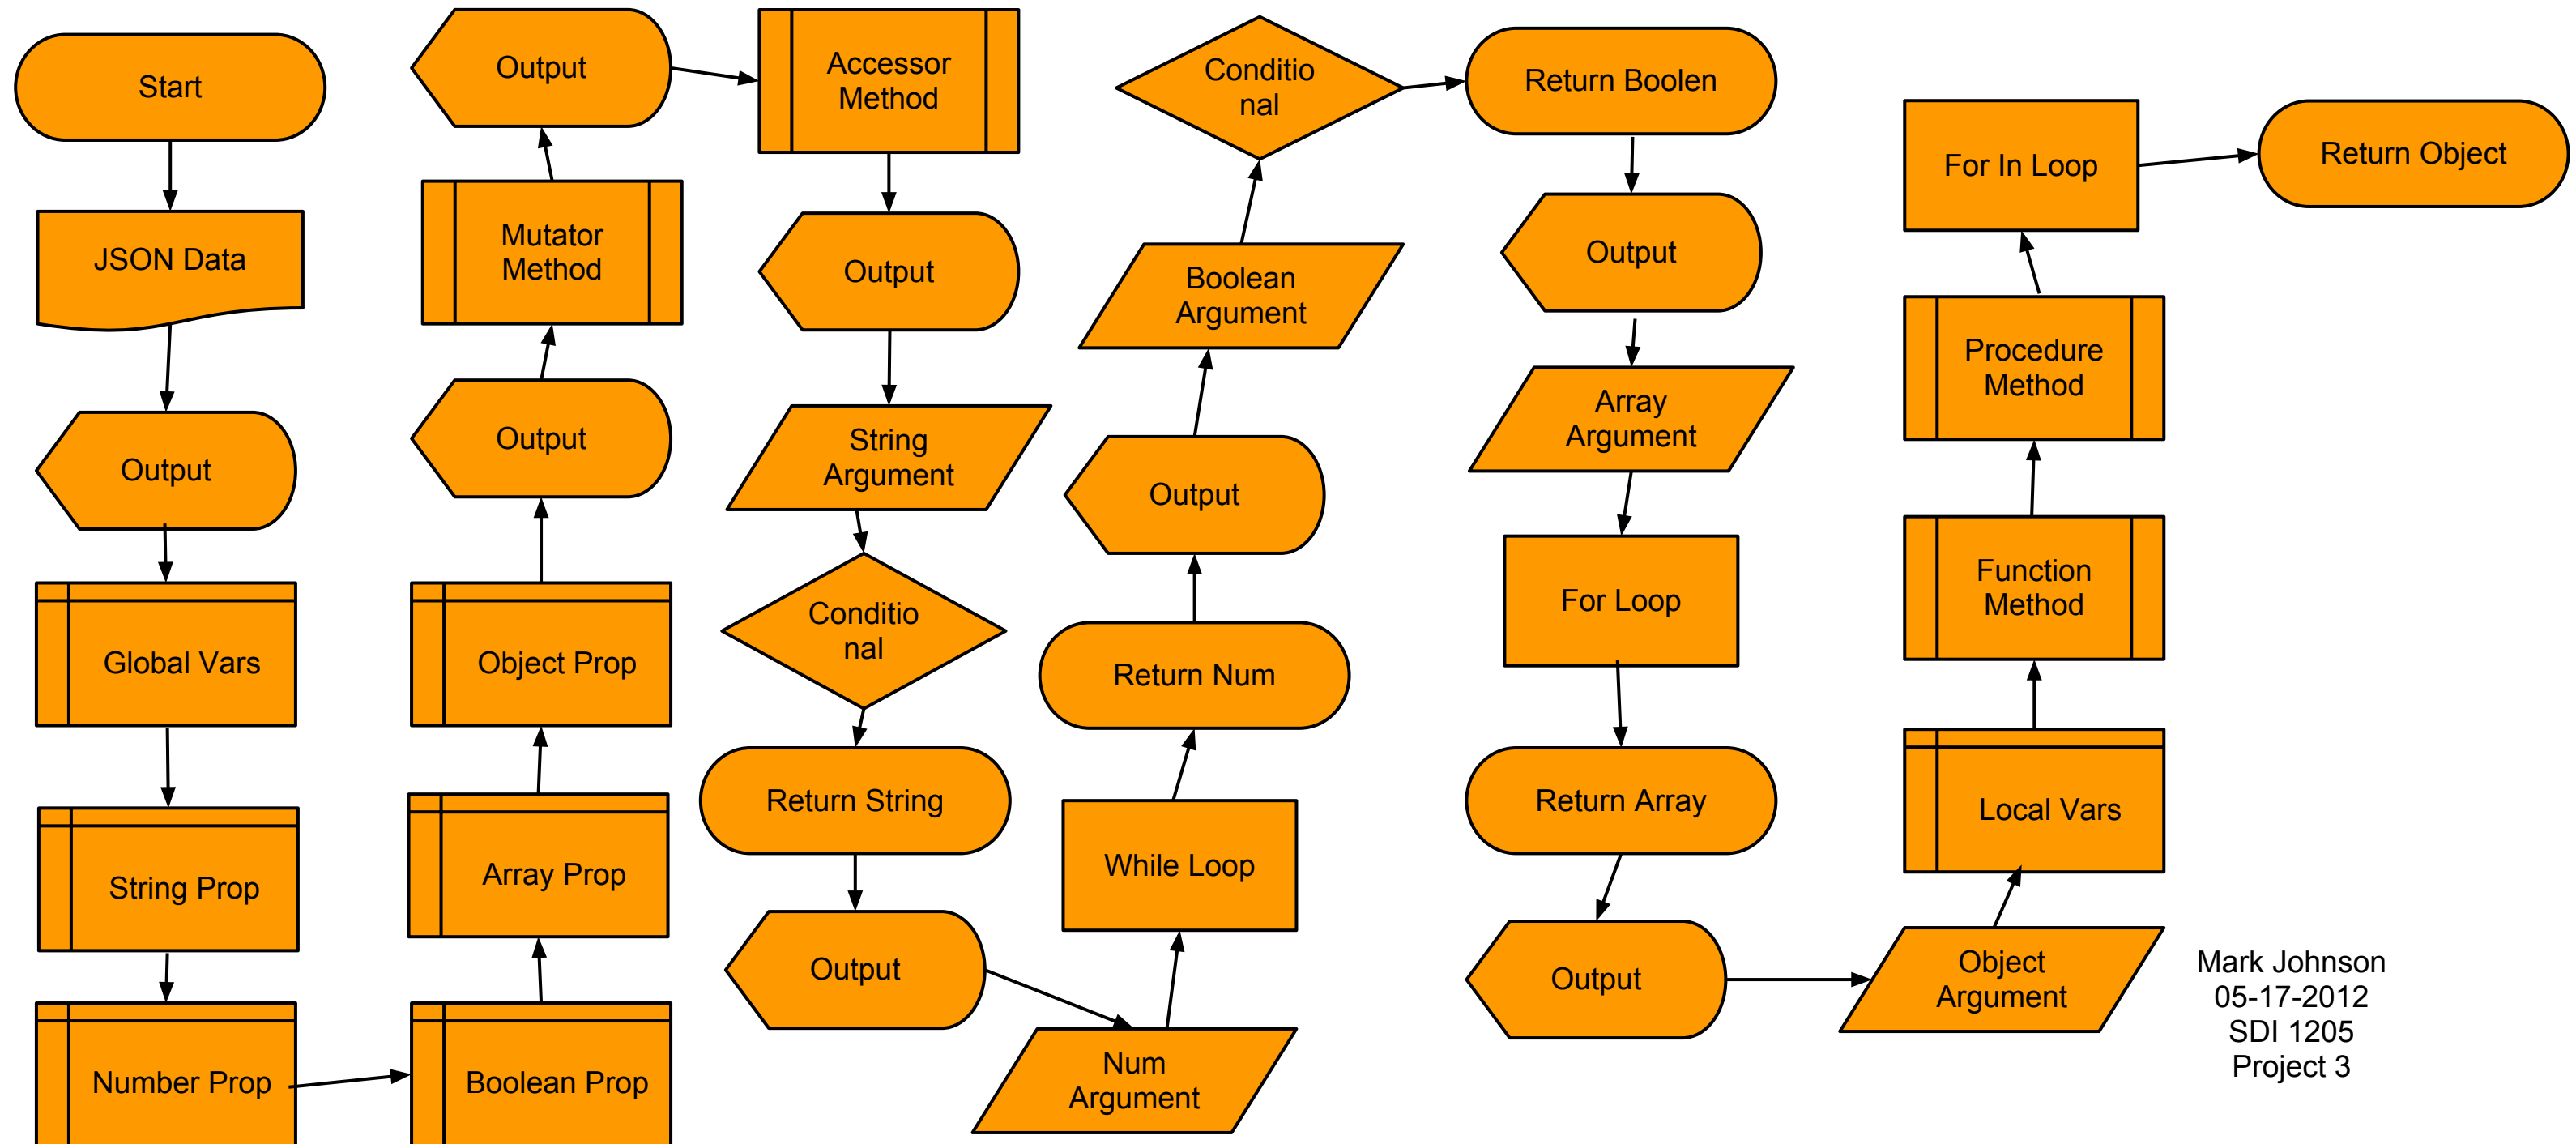 Start
JSON Data
Output
Global Vars
String Prop
Number Prop
Boolean Prop
Array Prop
Object Prop
Output
Mutator
Method
Output
Accessor
Method
Output
String
Argument
Conditio
nal
Return String
Output
Num
Argument
While Loop
Return Num
Output
Boolean
Argument
Conditio
nal
Return Boolen
Output
Array
Argument
For Loop
Return Array
Output
Object
Argument
Local Vars
Function
Method
Procedure
Method
For In Loop
Return Object
Mark Johnson
05-17-2012
SDI 1205
Project 3